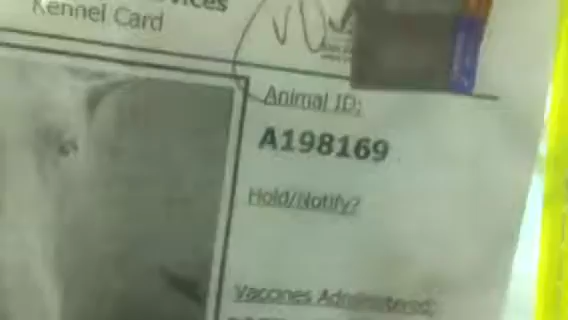 Kennel Card
Animal ID:
A198169
Hold/Notify?
Vaccines Administered: